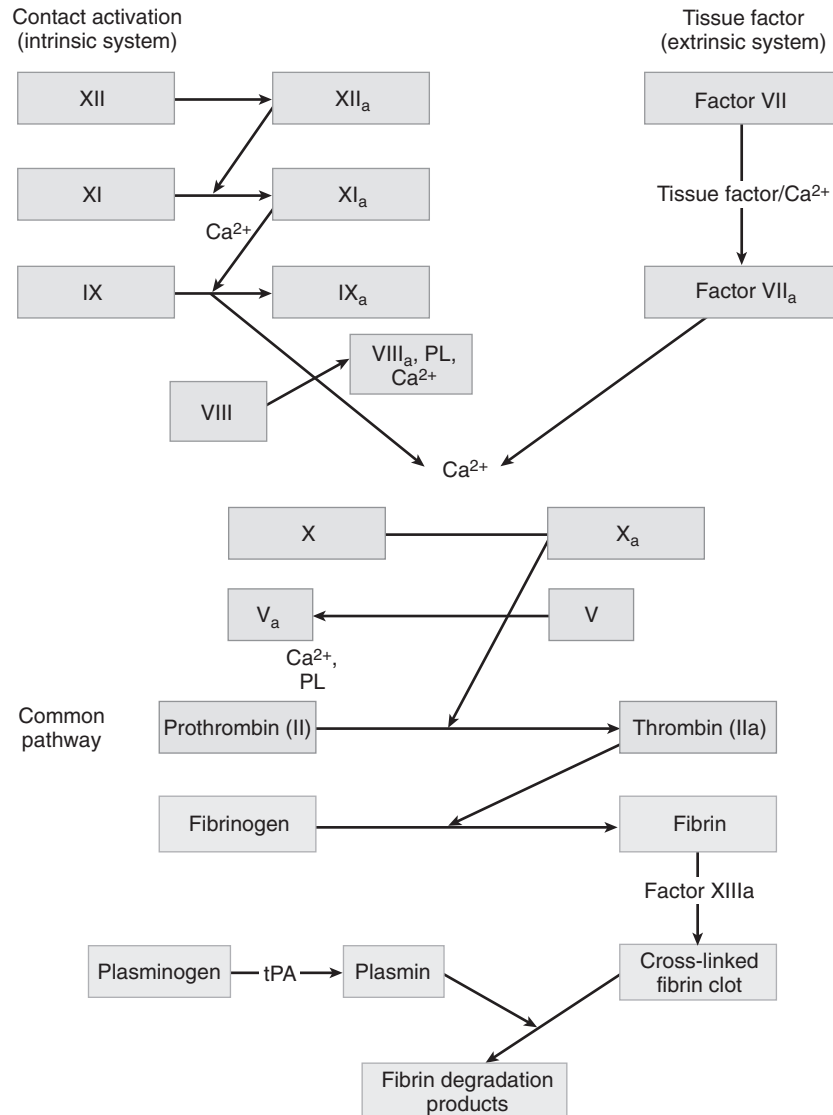 Contact activation
(intrinsic system)
Tissue factor
(extrinsic system)
XII
XIIₐ
Factor VII
XI
XIₐ
Tissue factor/Ca²⁺
Ca²⁺
IX
IXₐ
Factor VIIₐ
VIIIₐ, PL,
Ca²⁺
VIII
Ca²⁺
X
Xₐ
Vₐ
V
Ca²⁺,
PL
Common
pathway
Prothrombin (II)
Thrombin (IIa)
Fibrinogen
Fibrin
Factor XIIIa
Plasminogen
tPA
Plasmin
Cross-linked
fibrin clot
Fibrin degradation
products